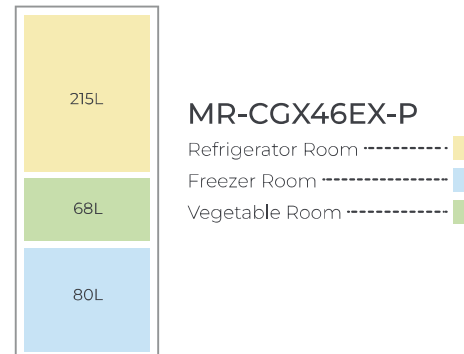 215L
68L
80L
MR-CGX46EX-P
Refrigerator Room
Freezer Room
Vegetable Room